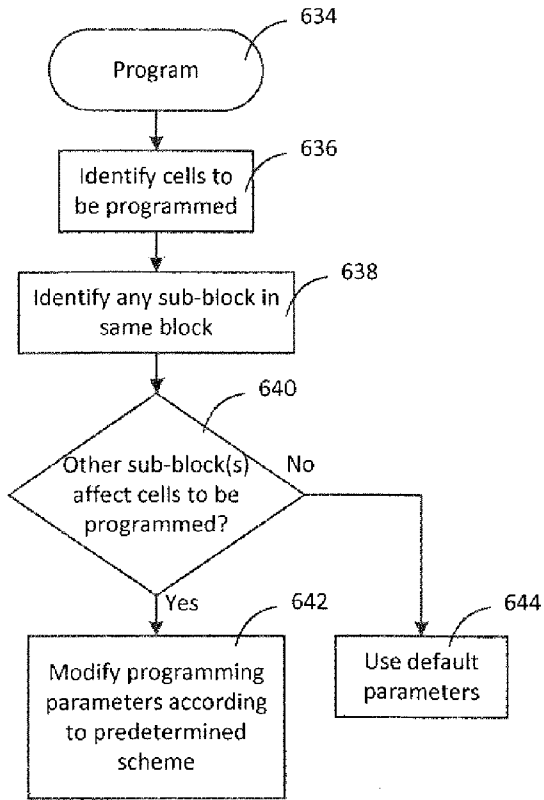 634
Program
636
Identify cells to
be programmed
638
Identify any sub-block in
same block
640
Other sub-block(s)
affect cells to be
programmed?
No
Yes
642
Modify programming
parameters according
to predetermined
scheme
644
Use default
parameters